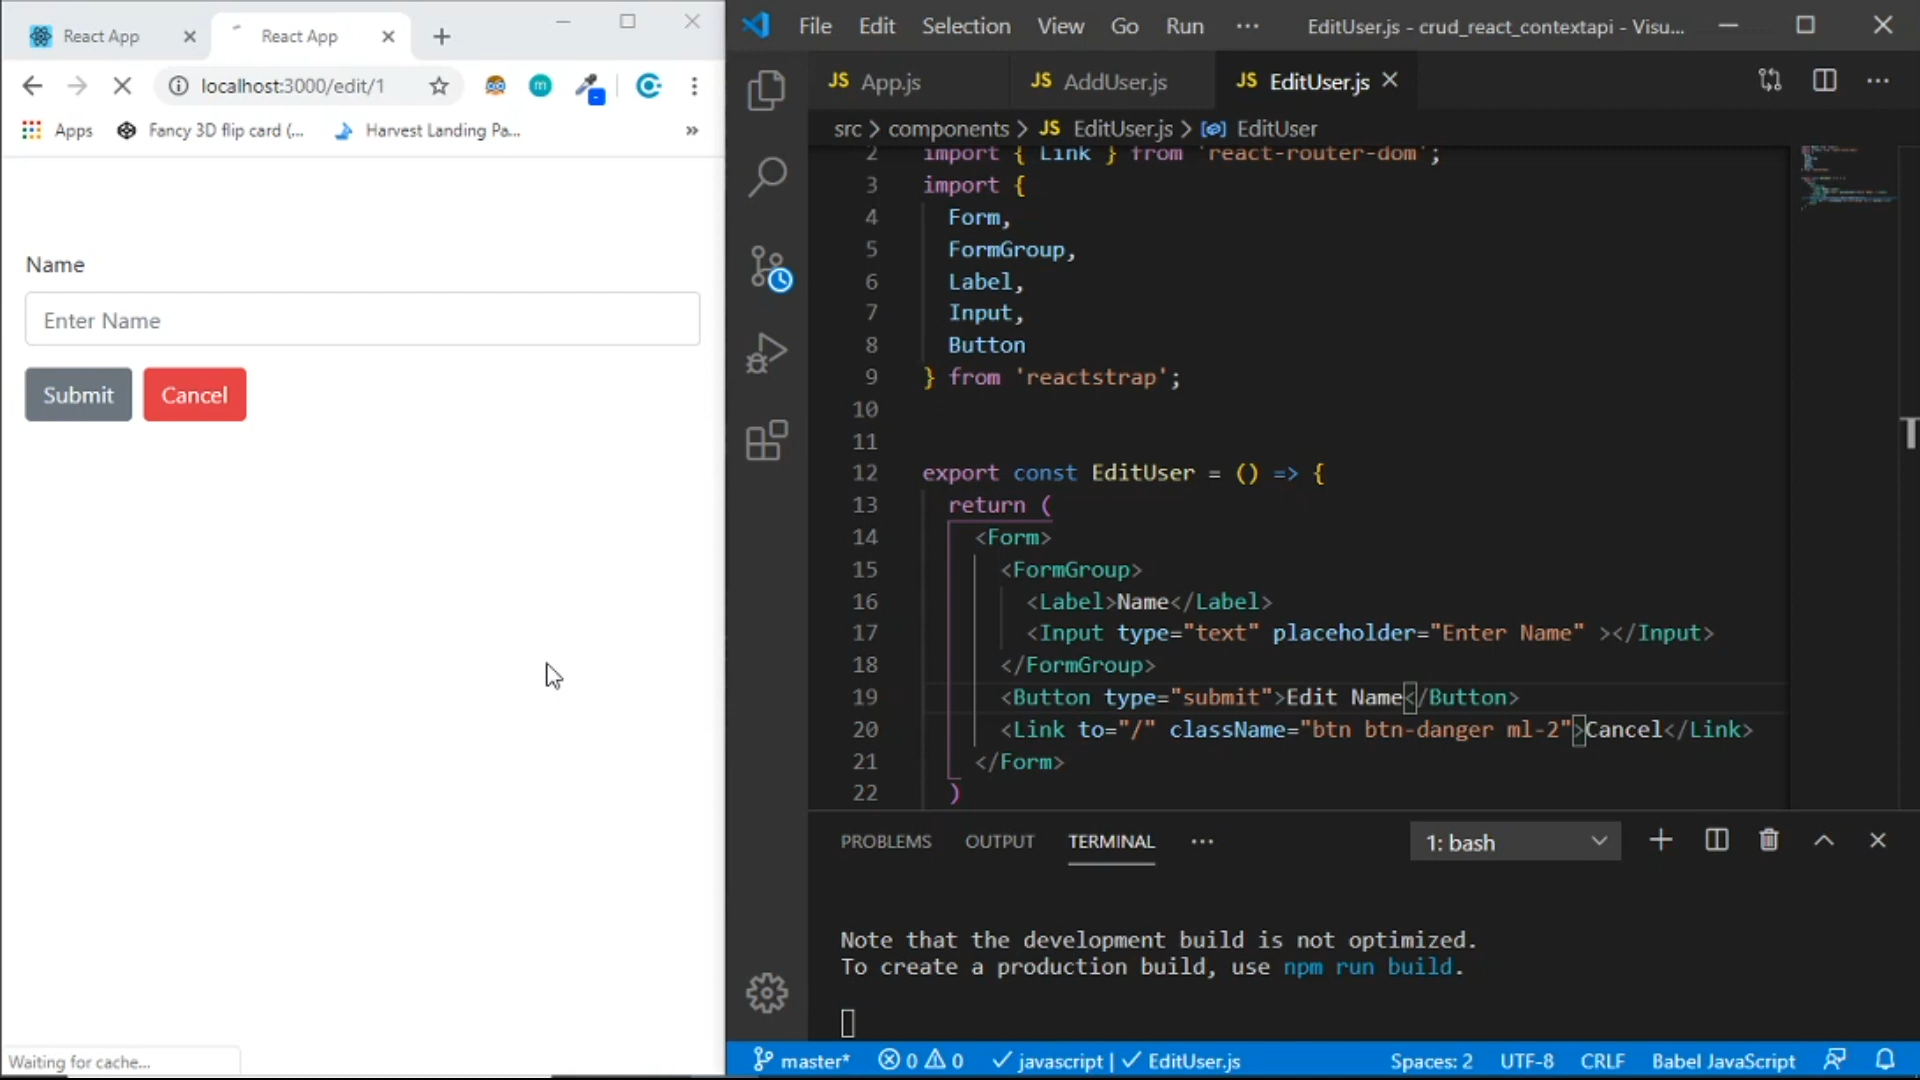 React App
React App
localhost:3000/edit/1
m
Apps
Fancy 3D flip card (...
Harvest Landing Pa...
»
Name
Enter Name
Submit
Cancel
Waiting for cache...
File
Edit
Selection
View
Go
Run
EditUser.js - crud_react_contextapi - Visu...
JS App.js
JS AddUser.js
JS EditUser.js
src > components > JS EditUser.js > EditUser
2 import { Link } from 'react-router-dom';
3 import {
4 Form,
5 FormGroup,
6 Label,
7 Input,
8 Button
9 } from 'reactstrap';
10
11
12 export const EditUser = () => {
13 return (
14 <Form>
15 <FormGroup>
16 <Label>Name</Label>
17 <Input type="text" placeholder="Enter Name" ></Input>
18 </FormGroup>
19 <Button type="submit">Edit Name</Button>
20 <Link to="/" className="btn btn-danger ml-2">Cancel</Link>
21 </Form>
22 )
T
PROBLEMS
OUTPUT
TERMINAL
1: bash
Note that the development build is not optimized.
To create a production build, use npm run build.
master*
0
0
javascript |
EditUser.js
Spaces: 2
UTF-8
CRLF
Babel JavaScript